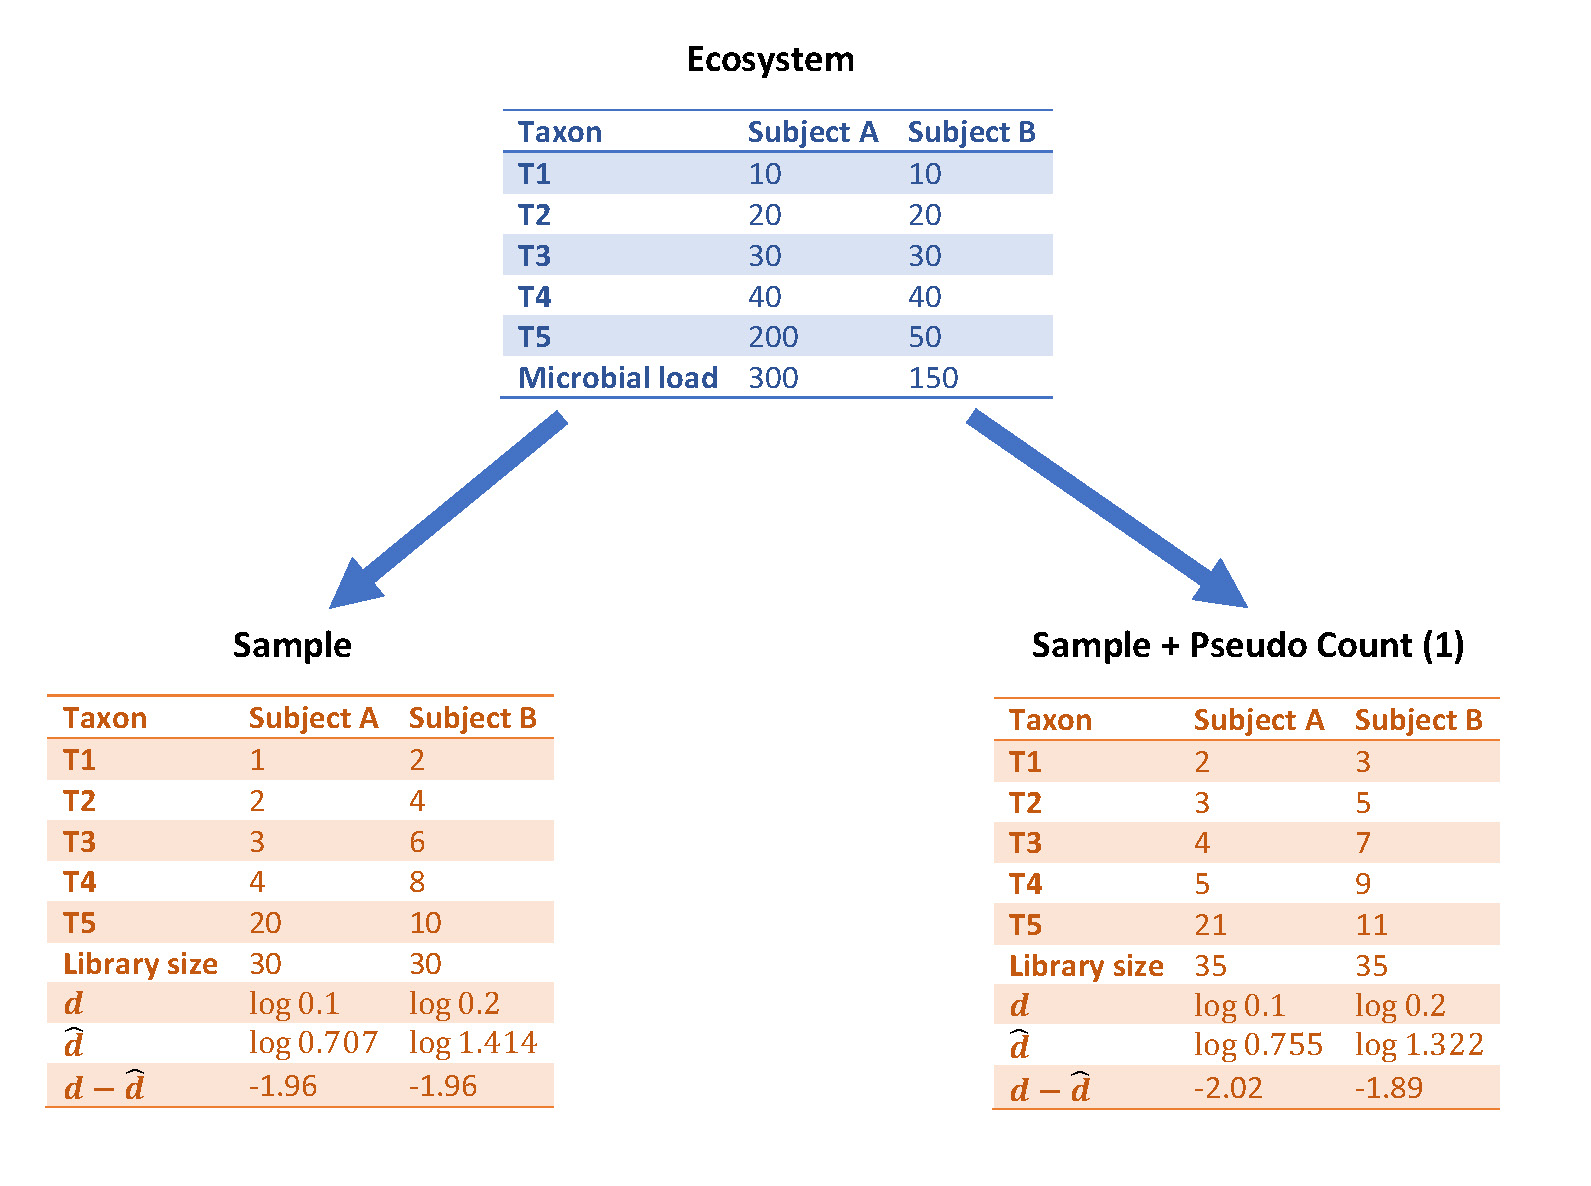 Ecosystem
Taxon Subject A Subject B
T1 10 10
T2 20 20
T3 30 30
T4 40 40
T5 200 50
Microbial load 300 150
Sample
Taxon Subject A Subject B
T1 1 2
T2 2 4
T3 3 6
T4 4 8
T5 20 10
Library size 30 30
d log 0.1 log 0.2
d̂ log 0.707 log 1.414
d − d̂ -1.96 -1.96
Sample + Pseudo Count (1)
Taxon Subject A Subject B
T1 2 3
T2 3 5
T3 4 7
T4 5 9
T5 21 11
Library size 35 35
d log 0.1 log 0.2
d̂ log 0.755 log 1.322
d − d̂ -2.02 -1.89